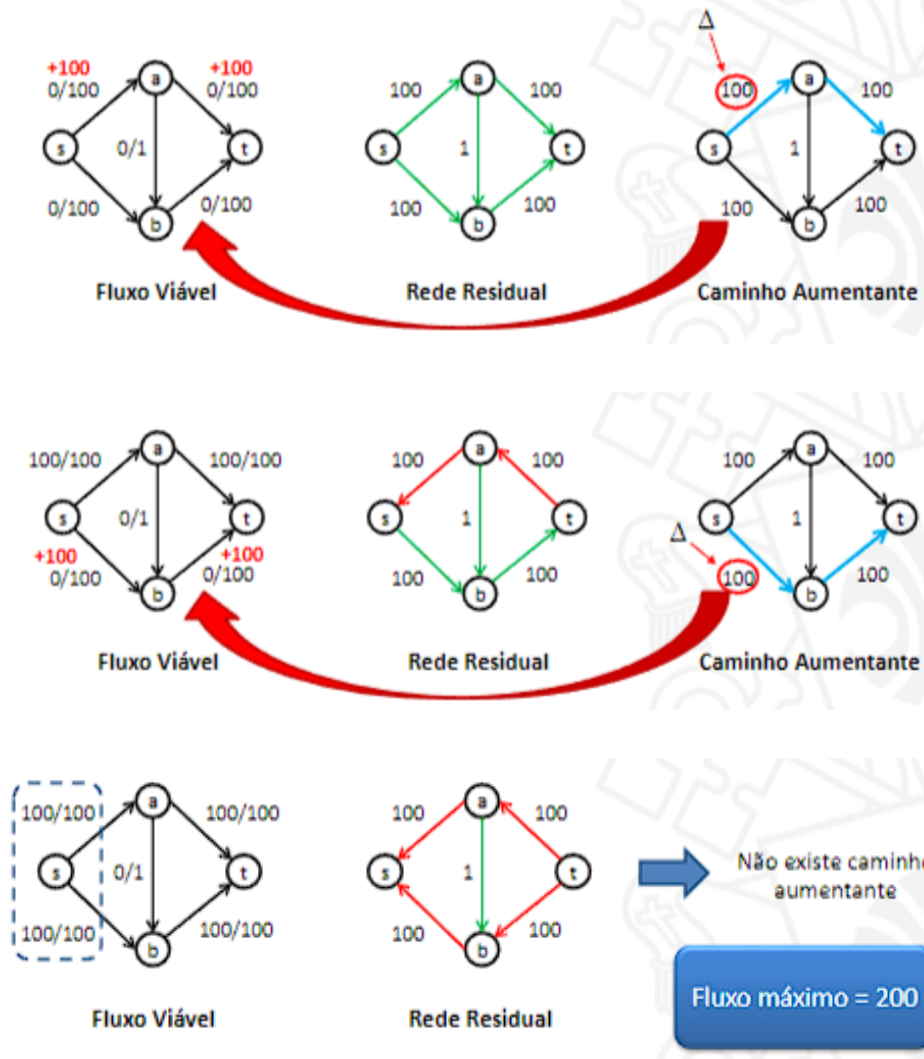 Δ
+100 +100
0/100 a 0/100
s 0/1 t
0/100 b 0/100
Fluxo Viável
100 a 100
s 1 t
100 b 100
Rede Residual
100 a 100
s 1 t
100 b 100
Caminho Aumentante
100/100 a 100/100
s 0/1 t
+100 +100
0/100 b 0/100
Fluxo Viável
100 a 100
s 1 t
100 b 100
Rede Residual
100 a 100
s 1 t
Δ
100 b 100
Caminho Aumentante
100/100 a 100/100
s 0/1 t
100/100 b 100/100
Fluxo Viável
100 a 100
s 1 t
100 b 100
Rede Residual
Não existe caminh
aumentante
Fluxo máximo = 200